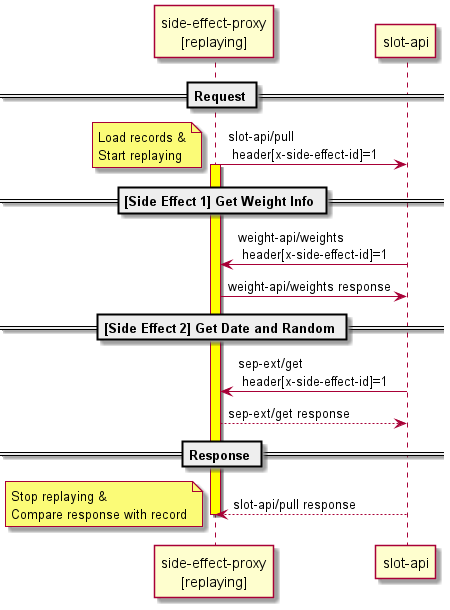 side-effect-proxy
[replaying]
slot-api
Request
Load records &
Start replaying
slot-api/pull
header[x-side-effect-id]=1
[Side Effect 1] Get Weight Info
weight-api/weights
header[x-side-effect-id]=1
weight-api/weights response
[Side Effect 2] Get Date and Random
sep-ext/get
header[x-side-effect-id]=1
sep-ext/get response
Response
Stop replaying &
Compare response with record
slot-api/pull response
side-effect-proxy
[replaying]
slot-api